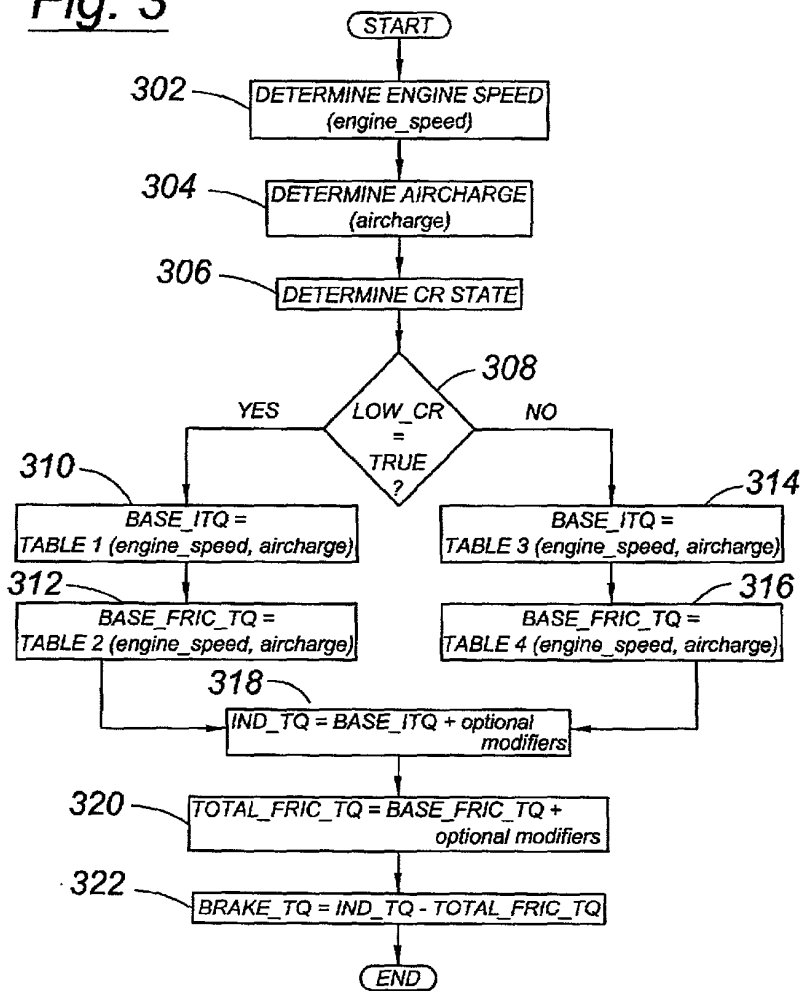 Fig. 3
START
302
DETERMINE ENGINE SPEED
(engine_speed)
304
DETERMINE AIRCHARGE
(aircharge)
306
DETERMINE CR STATE
308
LOW_CR
=
TRUE
?
YES
NO
310
BASE_ITQ =
TABLE 1 (engine_speed, aircharge)
314
BASE_ITQ =
TABLE 3 (engine_speed, aircharge)
312
BASE_FRIC_TQ =
TABLE 2 (engine_speed, aircharge)
316
BASE_FRIC_TQ =
TABLE 4 (engine_speed, aircharge)
318
IND_TQ = BASE_ITQ + optional
modifiers
320
TOTAL_FRIC_TQ = BASE_FRIC_TQ +
optional modifiers
322
BRAKE_TQ = IND_TQ - TOTAL_FRIC_TQ
END